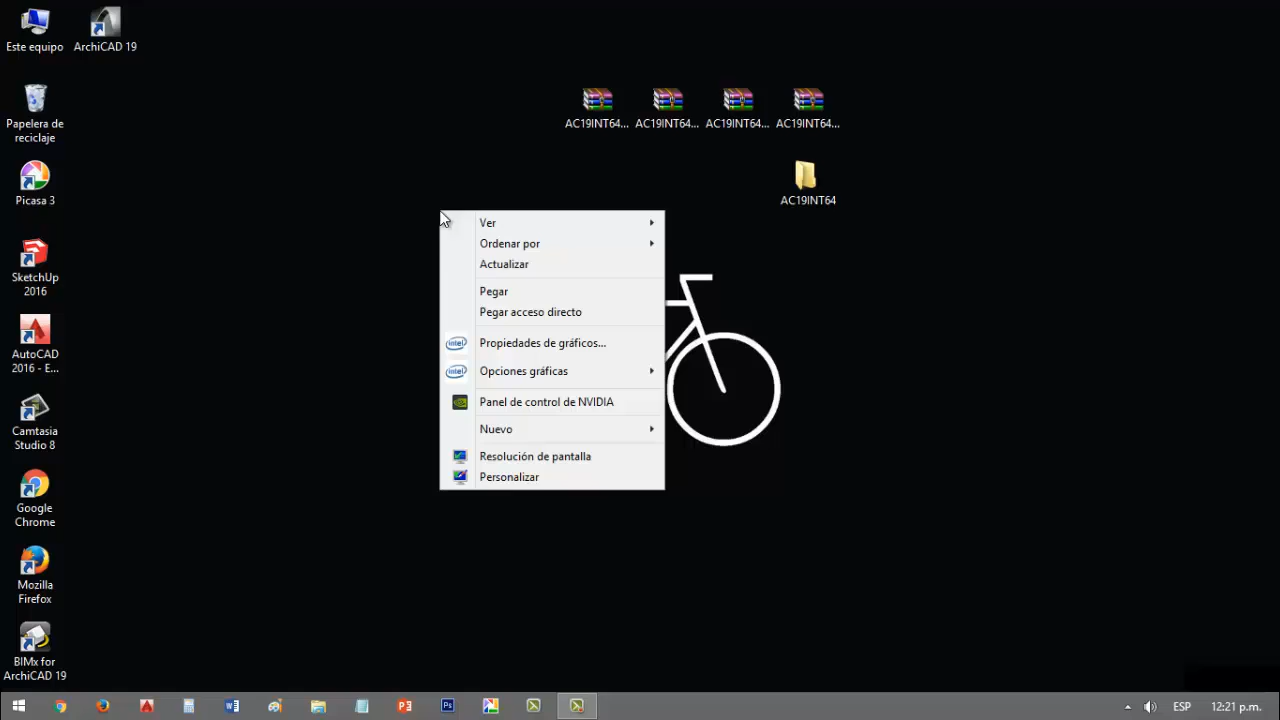 Este equipo
ArchiCAD 19
Papelera de
reciclaje
Picasa 3
SketchUp
2016
AutoCAD
2016 - E...
Camtasia
Studio 8
Google
Chrome
Mozilla
Firefox
BIMx for
ArchiCAD 19
AC19INT64...
AC19INT64...
AC19INT64...
AC19INT64...
AC19INT64
Ver
Ordenar por
Actualizar
Pegar
Pegar acceso directo
Propiedades de gráficos...
Opciones gráficas
Panel de control de NVIDIA
Nuevo
Resolución de pantalla
Personalizar
ESP
12:21 p.m.